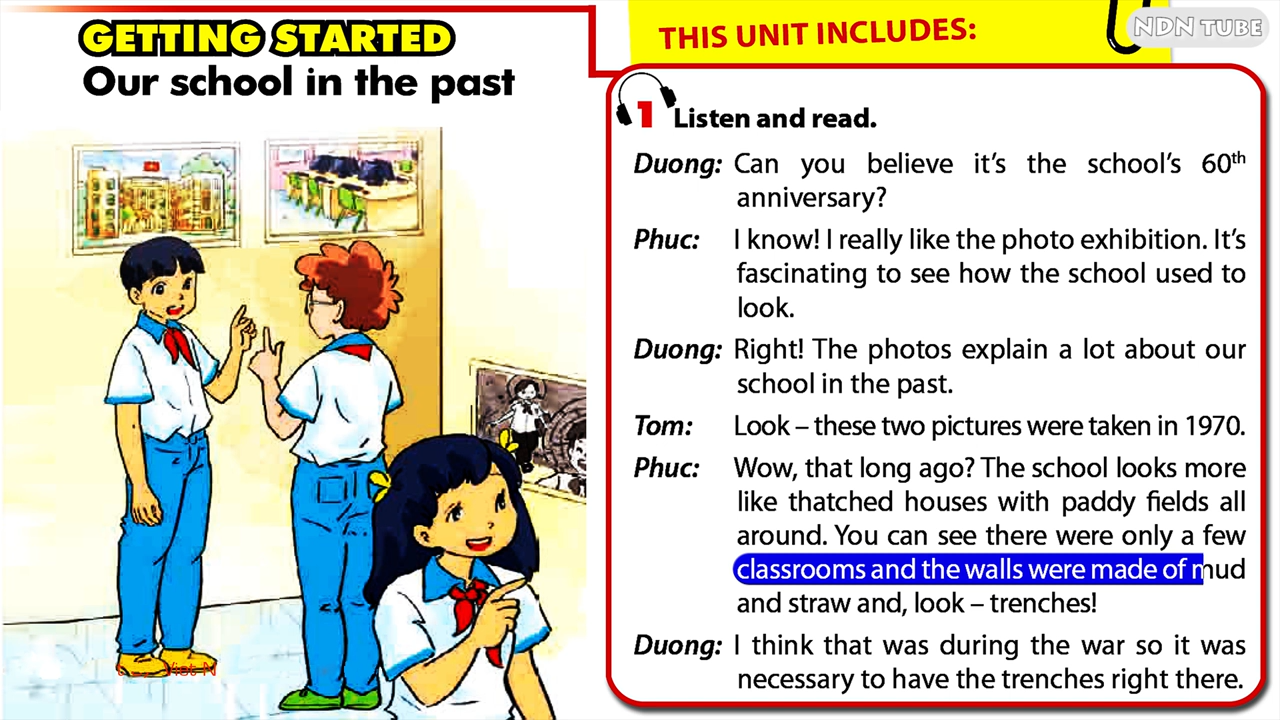 GETTING STARTED
Our school in the past
THIS UNIT INCLUDES:
NDN TUBE
1 Listen and read.
Duong: Can you believe it's the school's 60th
anniversary?
Phuc: I know! I really like the photo exhibition. It's
fascinating to see how the school used to
look.
Duong: Right! The photos explain a lot about our
school in the past.
Tom: Look – these two pictures were taken in 1970.
Phuc: Wow, that long ago? The school looks more
like thatched houses with paddy fields all
around. You can see there were only a few
classrooms and the walls were made of mud
and straw and, look – trenches!
Duong: I think that was during the war so it was
necessary to have the trenches right there.
Viet N